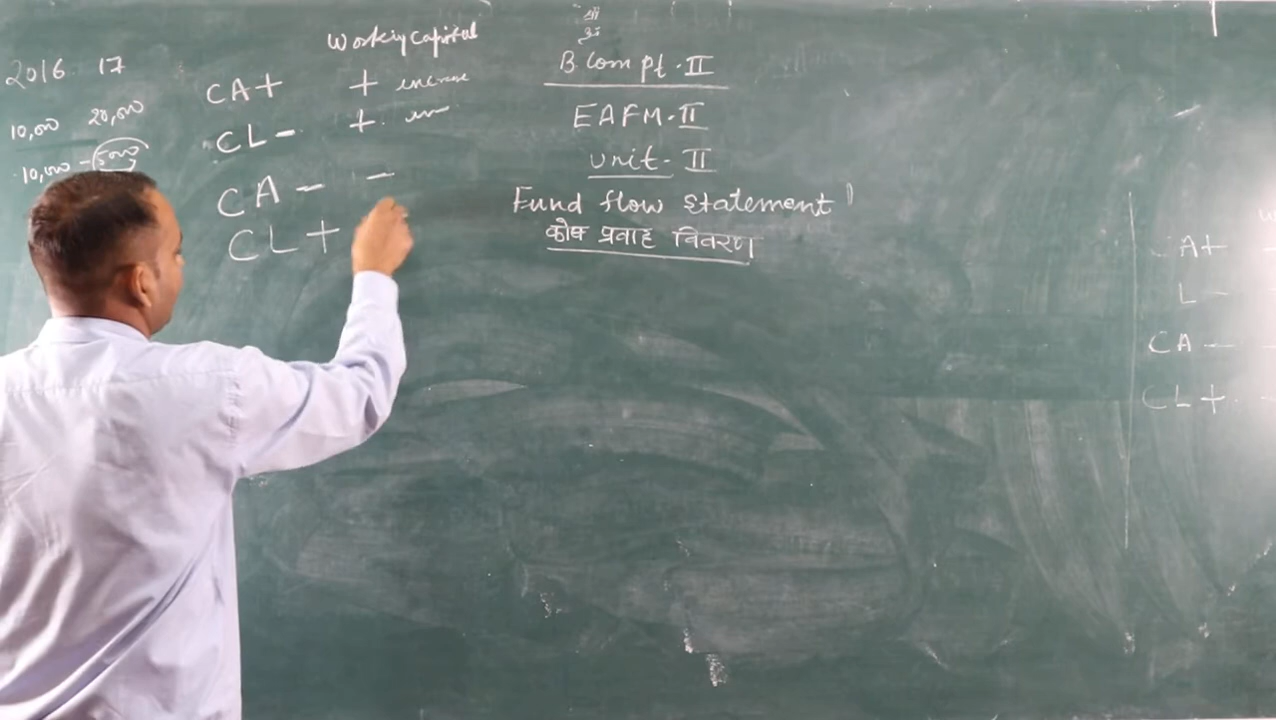 2016 17
10,000 20,000
10,000 - 5000
Working Capital
CA+ + increase
CL- +
CA- -
CL+
श्री
B.Com pt. II
EAFM. II
Unit - II
Fund flow Statement
कोष प्रवाह विवरण
A+
L-
CA-
CL+